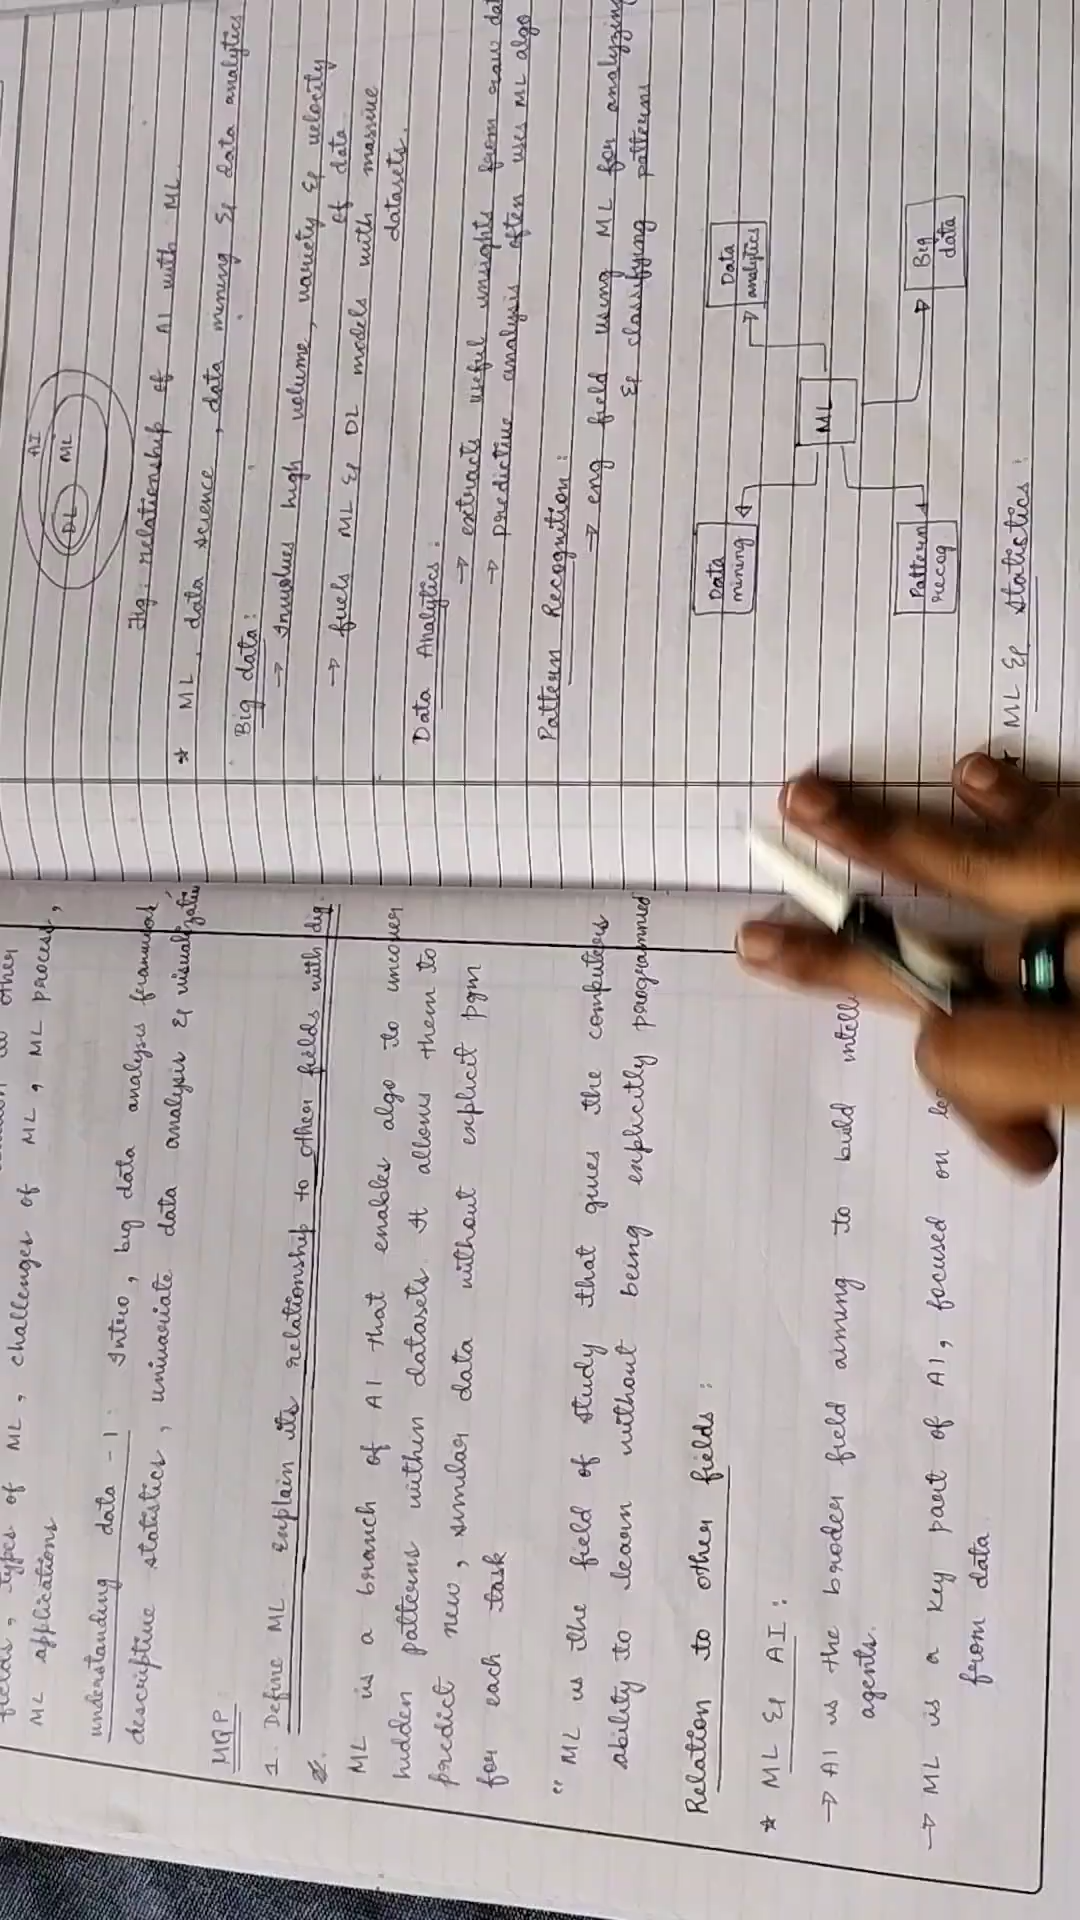 types of ML, challenges of ML, ML process,
ML applications
understanding data - 1: Intro, big data analysis framework
descriptive statistics, univariate data analysis & visualization
MQP:
1. Define ML. explain its relationship to other fields with dig.
ML is a branch of AI that enables algo to uncover
hidden patterns within datasets. It allows them to
predict new, similar data without explicit pgm
for each task
"ML is the field of study that gives the computers
ability to learn without being explicitly programmed
Relation to other fields:
* ML & AI:
→ AI is the broder field aiming to build
agents.
→ ML is a key part of AI, focused on
from data.
AI
ML
DL
Fig: relationship of AI with ML.
* ML, data science, data mining & data analytics
Big data:
→ Involves high volume, variety & velocity
of data
→ fuels ML & DL models with massive
datasets.
Data Analytics:
→ extracts useful insights from raw
→ predictive analysis often uses ML algo
Pattern Recognition:
→ eng field using ML for analyzing
& classifying patterns
Data mining
Data analytics
ML
Pattern recog
Big data
★ ML & Statistics: